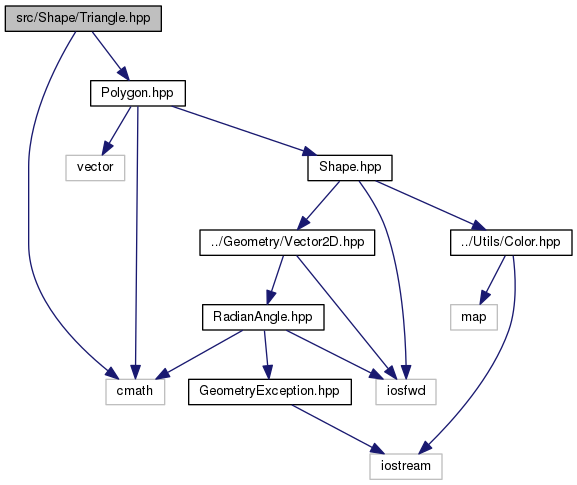 src/Shape/Triangle.hpp
Polygon.hpp
vector
Shape.hpp
../Geometry/Vector2D.hpp
../Utils/Color.hpp
RadianAngle.hpp
map
cmath
GeometryException.hpp
iosfwd
iostream